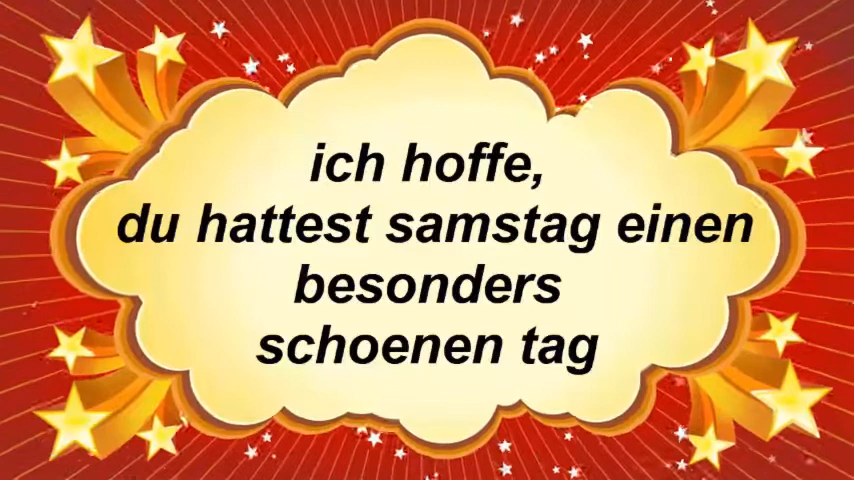 ich hoffe,
du hattest samstag einen
besonders
schoenen tag